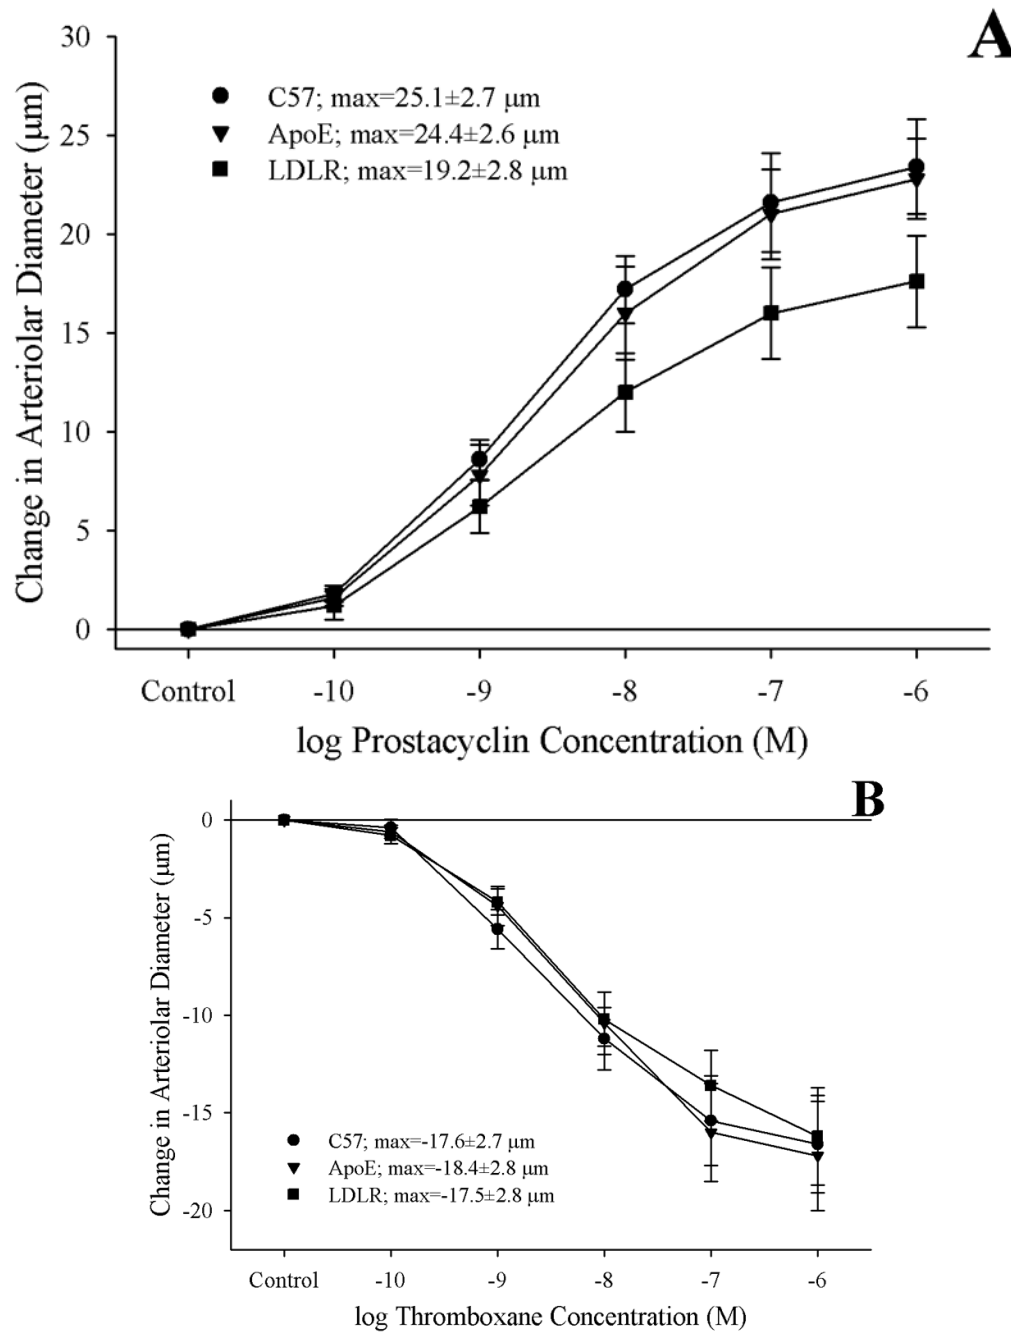 A
30
25
20
15
10
5
0
Change in Arteriolar Diameter (μm)
C57; max=25.1±2.7 μm
ApoE; max=24.4±2.6 μm
LDLR; max=19.2±2.8 μm
Control -10 -9 -8 -7 -6
log Prostacyclin Concentration (M)
B
0
-5
-10
-15
-20
Change in Arteriolar Diameter (μm)
C57; max=-17.6±2.7 μm
ApoE; max=-18.4±2.8 μm
LDLR; max=-17.5±2.8 μm
Control -10 -9 -8 -7 -6
log Thromboxane Concentration (M)